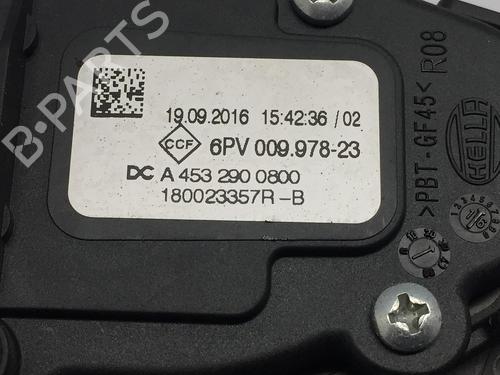 19.09.2016 15:42:36 /02
CCF 6PV 009.978-23
DC A 453 290 0800
180023357R -B
>PBT-GF45< R08
HELLA
B-PARTS